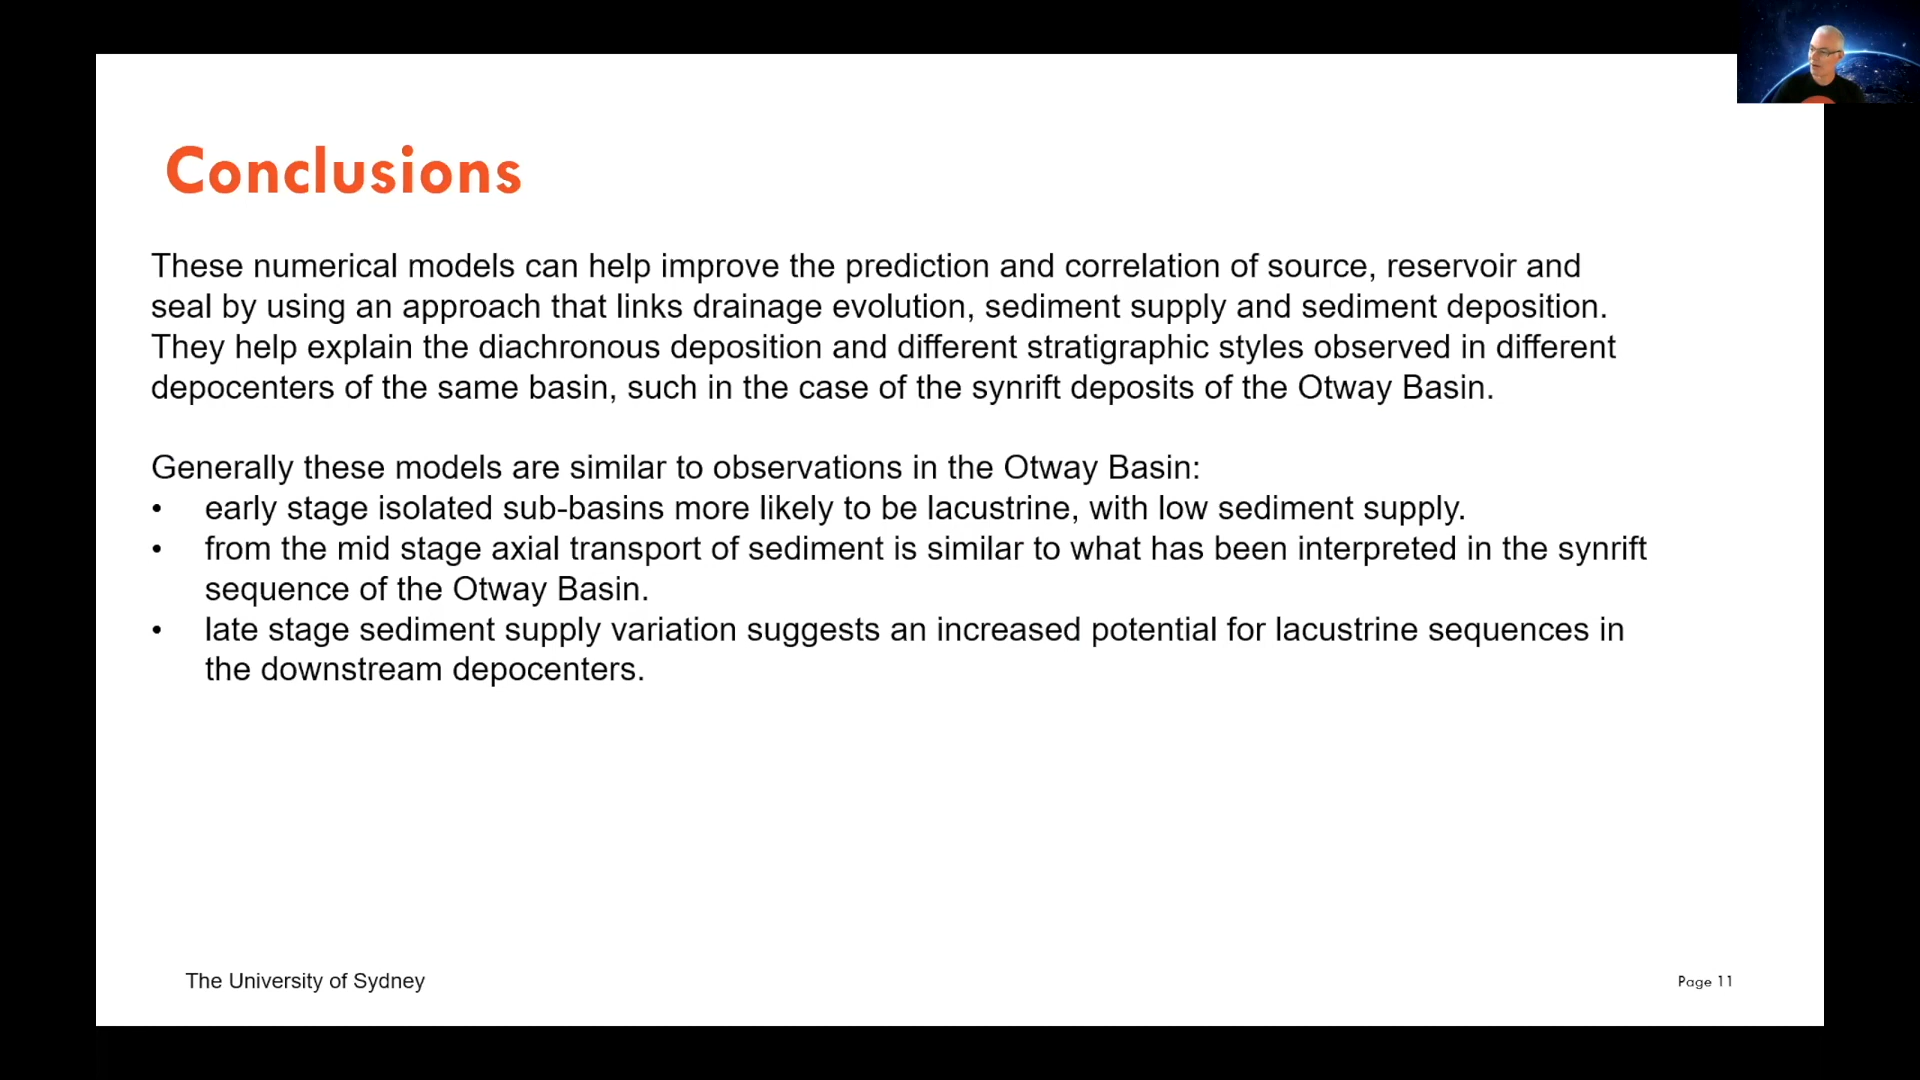 Conclusions
These numerical models can help improve the prediction and correlation of source, reservoir and
seal by using an approach that links drainage evolution, sediment supply and sediment deposition.
They help explain the diachronous deposition and different stratigraphic styles observed in different
depocenters of the same basin, such in the case of the synrift deposits of the Otway Basin.
Generally these models are similar to observations in the Otway Basin:
• early stage isolated sub-basins more likely to be lacustrine, with low sediment supply.
• from the mid stage axial transport of sediment is similar to what has been interpreted in the synrift
sequence of the Otway Basin.
• late stage sediment supply variation suggests an increased potential for lacustrine sequences in
the downstream depocenters.
The University of Sydney
Page 11